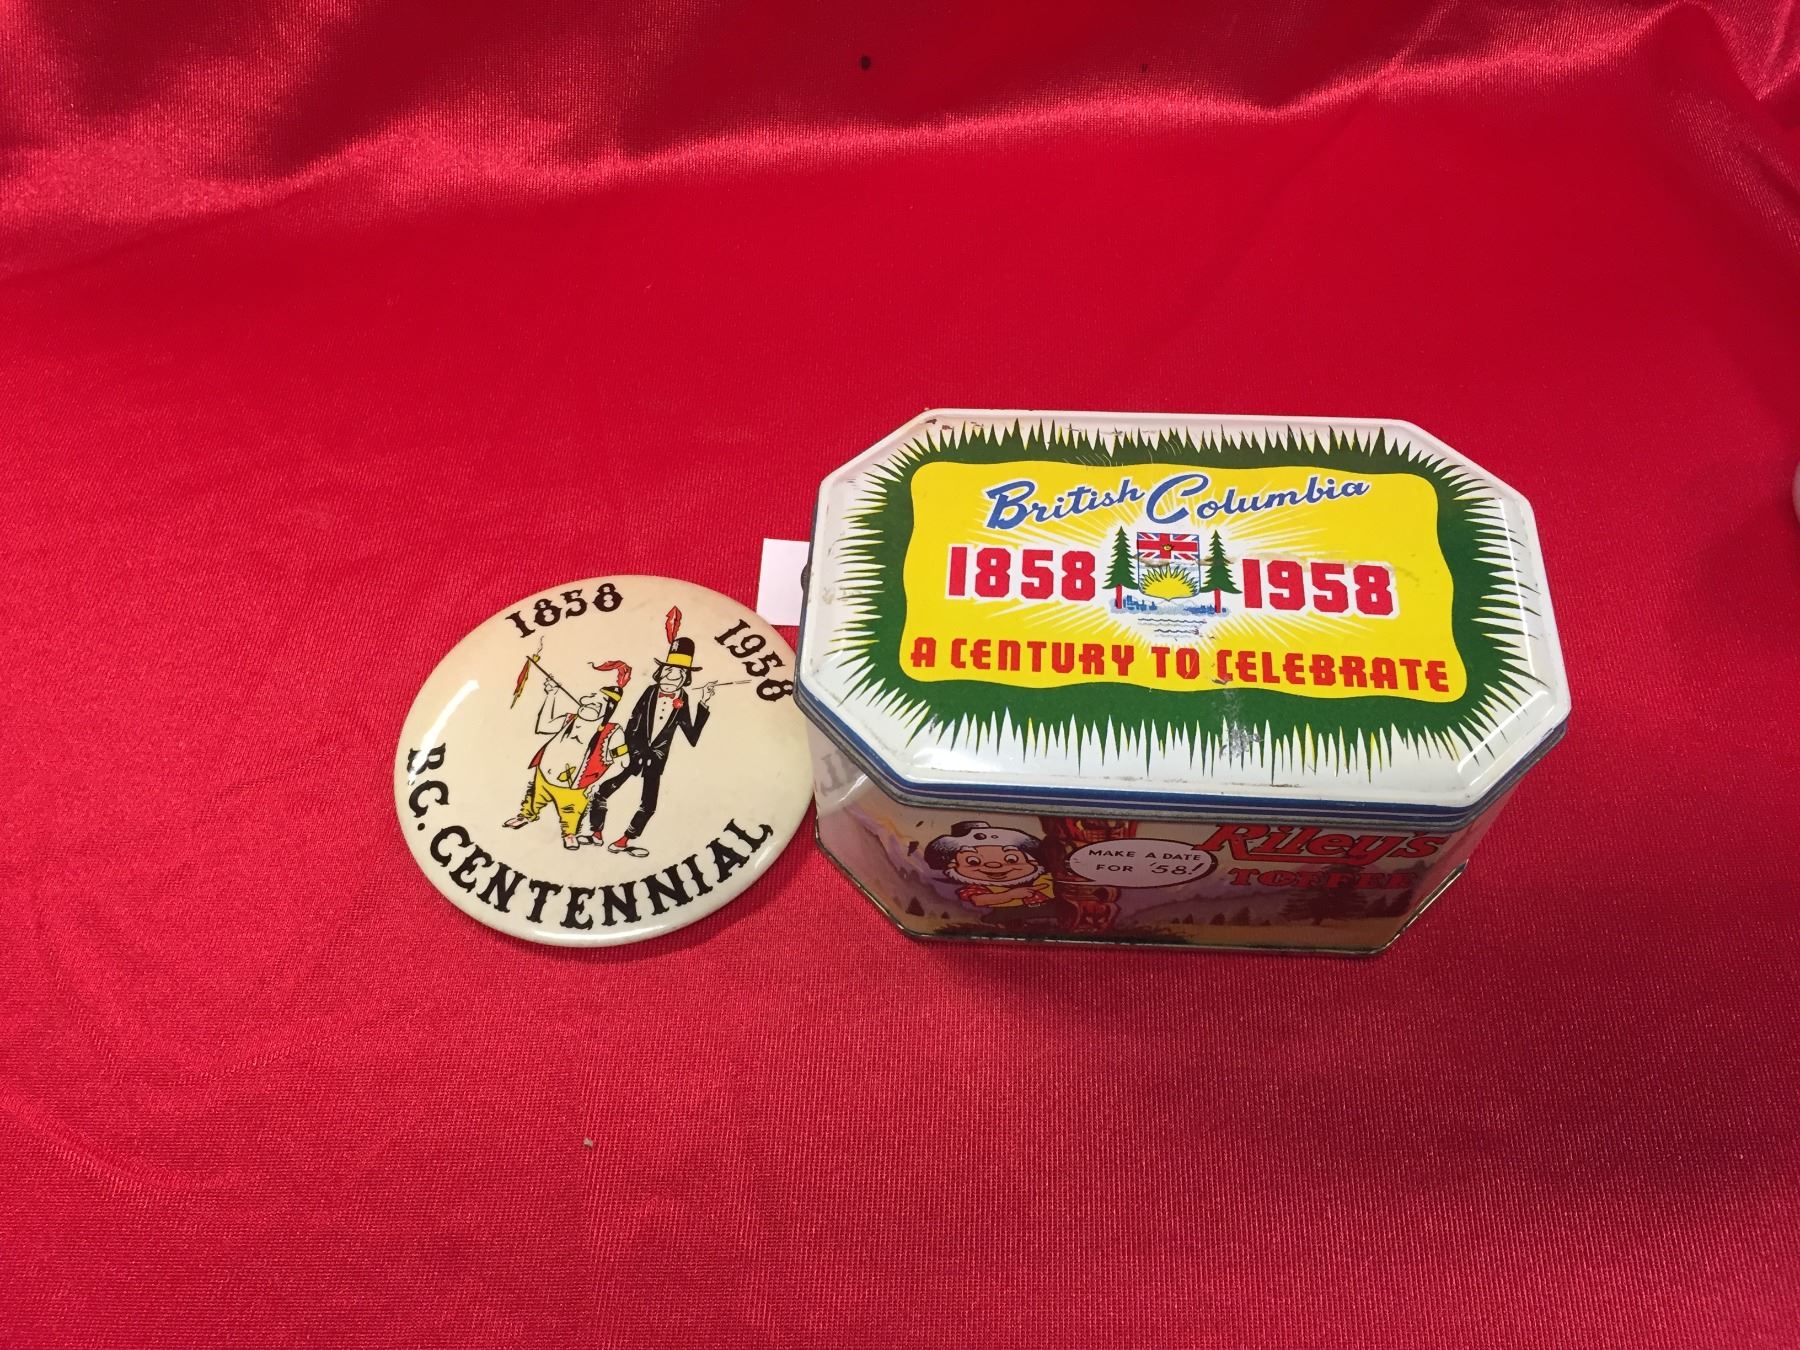 1858
1958
B.C. CENTENNIAL
British Columbia
1858 1958
A CENTURY TO CELEBRATE
MAKE A DATE
FOR '58!
Riley's
TOFFEE